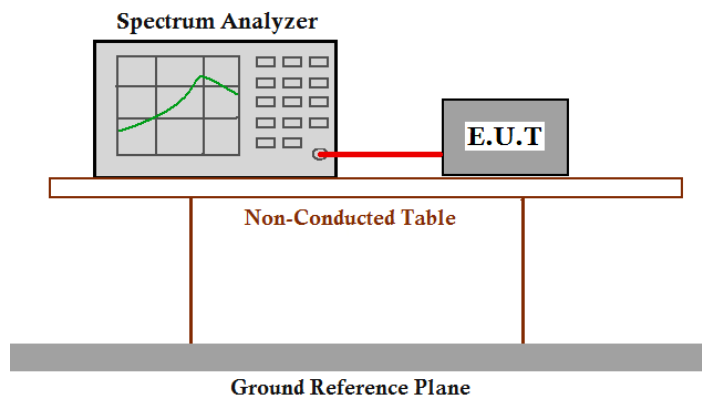 Spectrum Analyzer
E.U.T
Non-Conducted Table
Ground Reference Plane